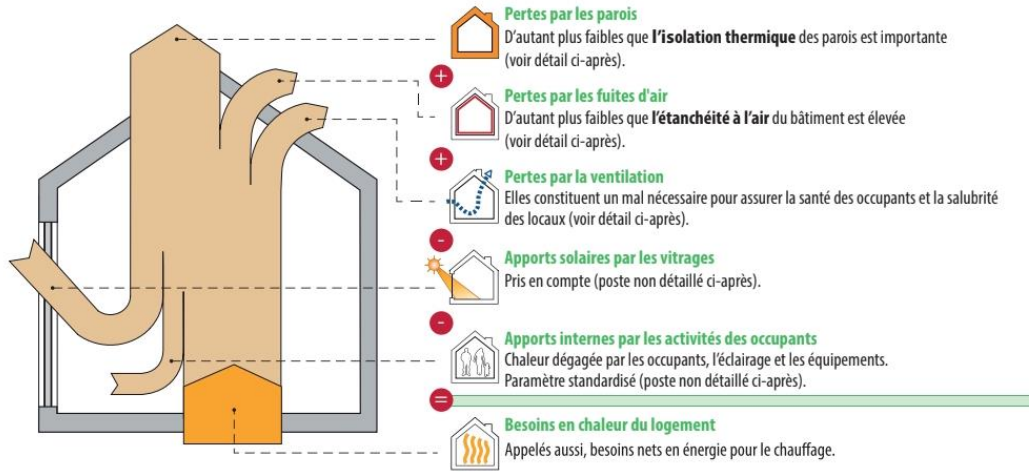 Pertes par les parois
D'autant plus faibles que l'isolation thermique des parois est importante
(voir détail ci-après).
+
Pertes par les fuites d'air
D'autant plus faibles que l'étanchéité à l'air du bâtiment est élevée
(voir détail ci-après).
+
Pertes par la ventilation
Elles constituent un mal nécessaire pour assurer la santé des occupants et la salubrité
des locaux (voir détail ci-après).
-
Apports solaires par les vitrages
Pris en compte (poste non détaillé ci-après).
-
Apports internes par les activités des occupants
Chaleur dégagée par les occupants, l'éclairage et les équipements.
Paramètre standardisé (poste non détaillé ci-après).
=
Besoins en chaleur du logement
Appelés aussi, besoins nets en énergie pour le chauffage.